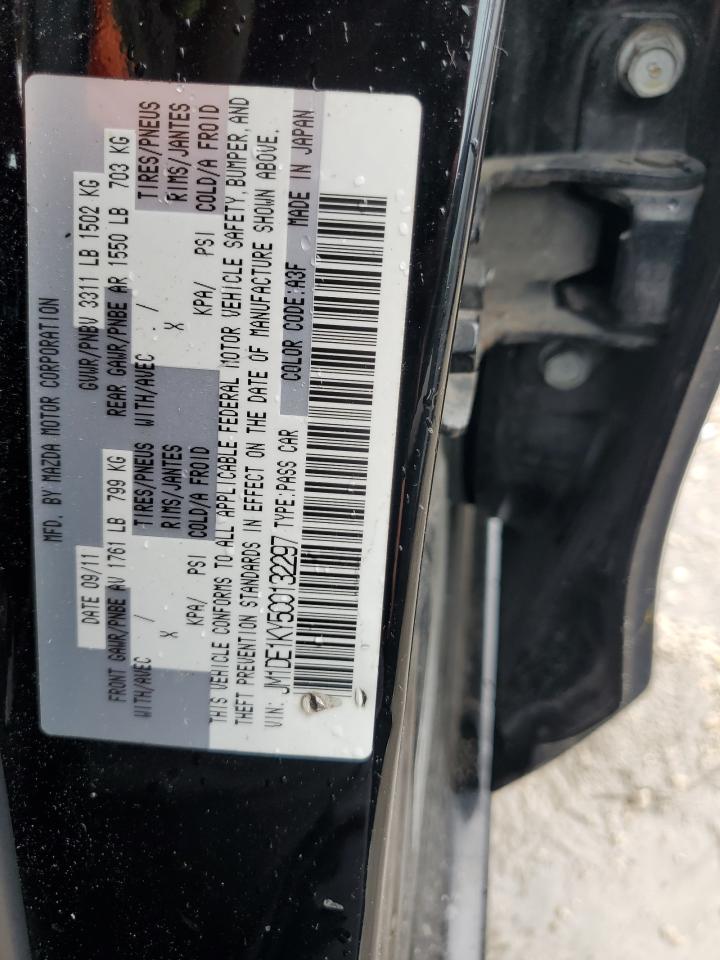 MFD. BY MAZDA MOTOR CORPORATION
DATE 09/11 GVWR/PNBV 3311 LB 1502 KG
FRONT GAWR/PNBE AV 1761 LB 799 KG REAR GAWR/PNBE AR 1550 LB 703 KG
WITH/AVEC / TIRES/PNEUS WITH/AVEC / TIRES/PNEUS
X RIMS/JANTES X RIMS/JANTES
KPA/ PSI COLD/A FROID KPA/ PSI COLD/A FROID
THIS VEHICLE CONFORMS TO ALL APPLICABLE FEDERAL MOTOR VEHICLE SAFETY, BUMPER, AND
THEFT PREVENTION STANDARDS IN EFFECT ON THE DATE OF MANUFACTURE SHOWN ABOVE.
VIN: JM1DE1KY5C0132297 TYPE:PASS CAR COLOR CODE:A3F MADE IN JAPAN